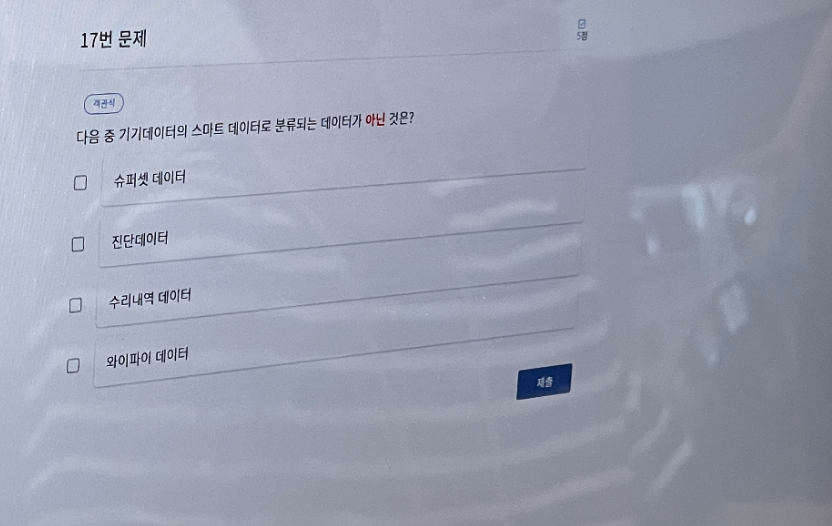 17번 문제
5점
객관식
다음 중 기기데이터의 스마트 데이터로 분류되는 데이터가 아닌 것은?
슈퍼셋 데이터
진단데이터
수리내역 데이터
와이파이 데이터
제출